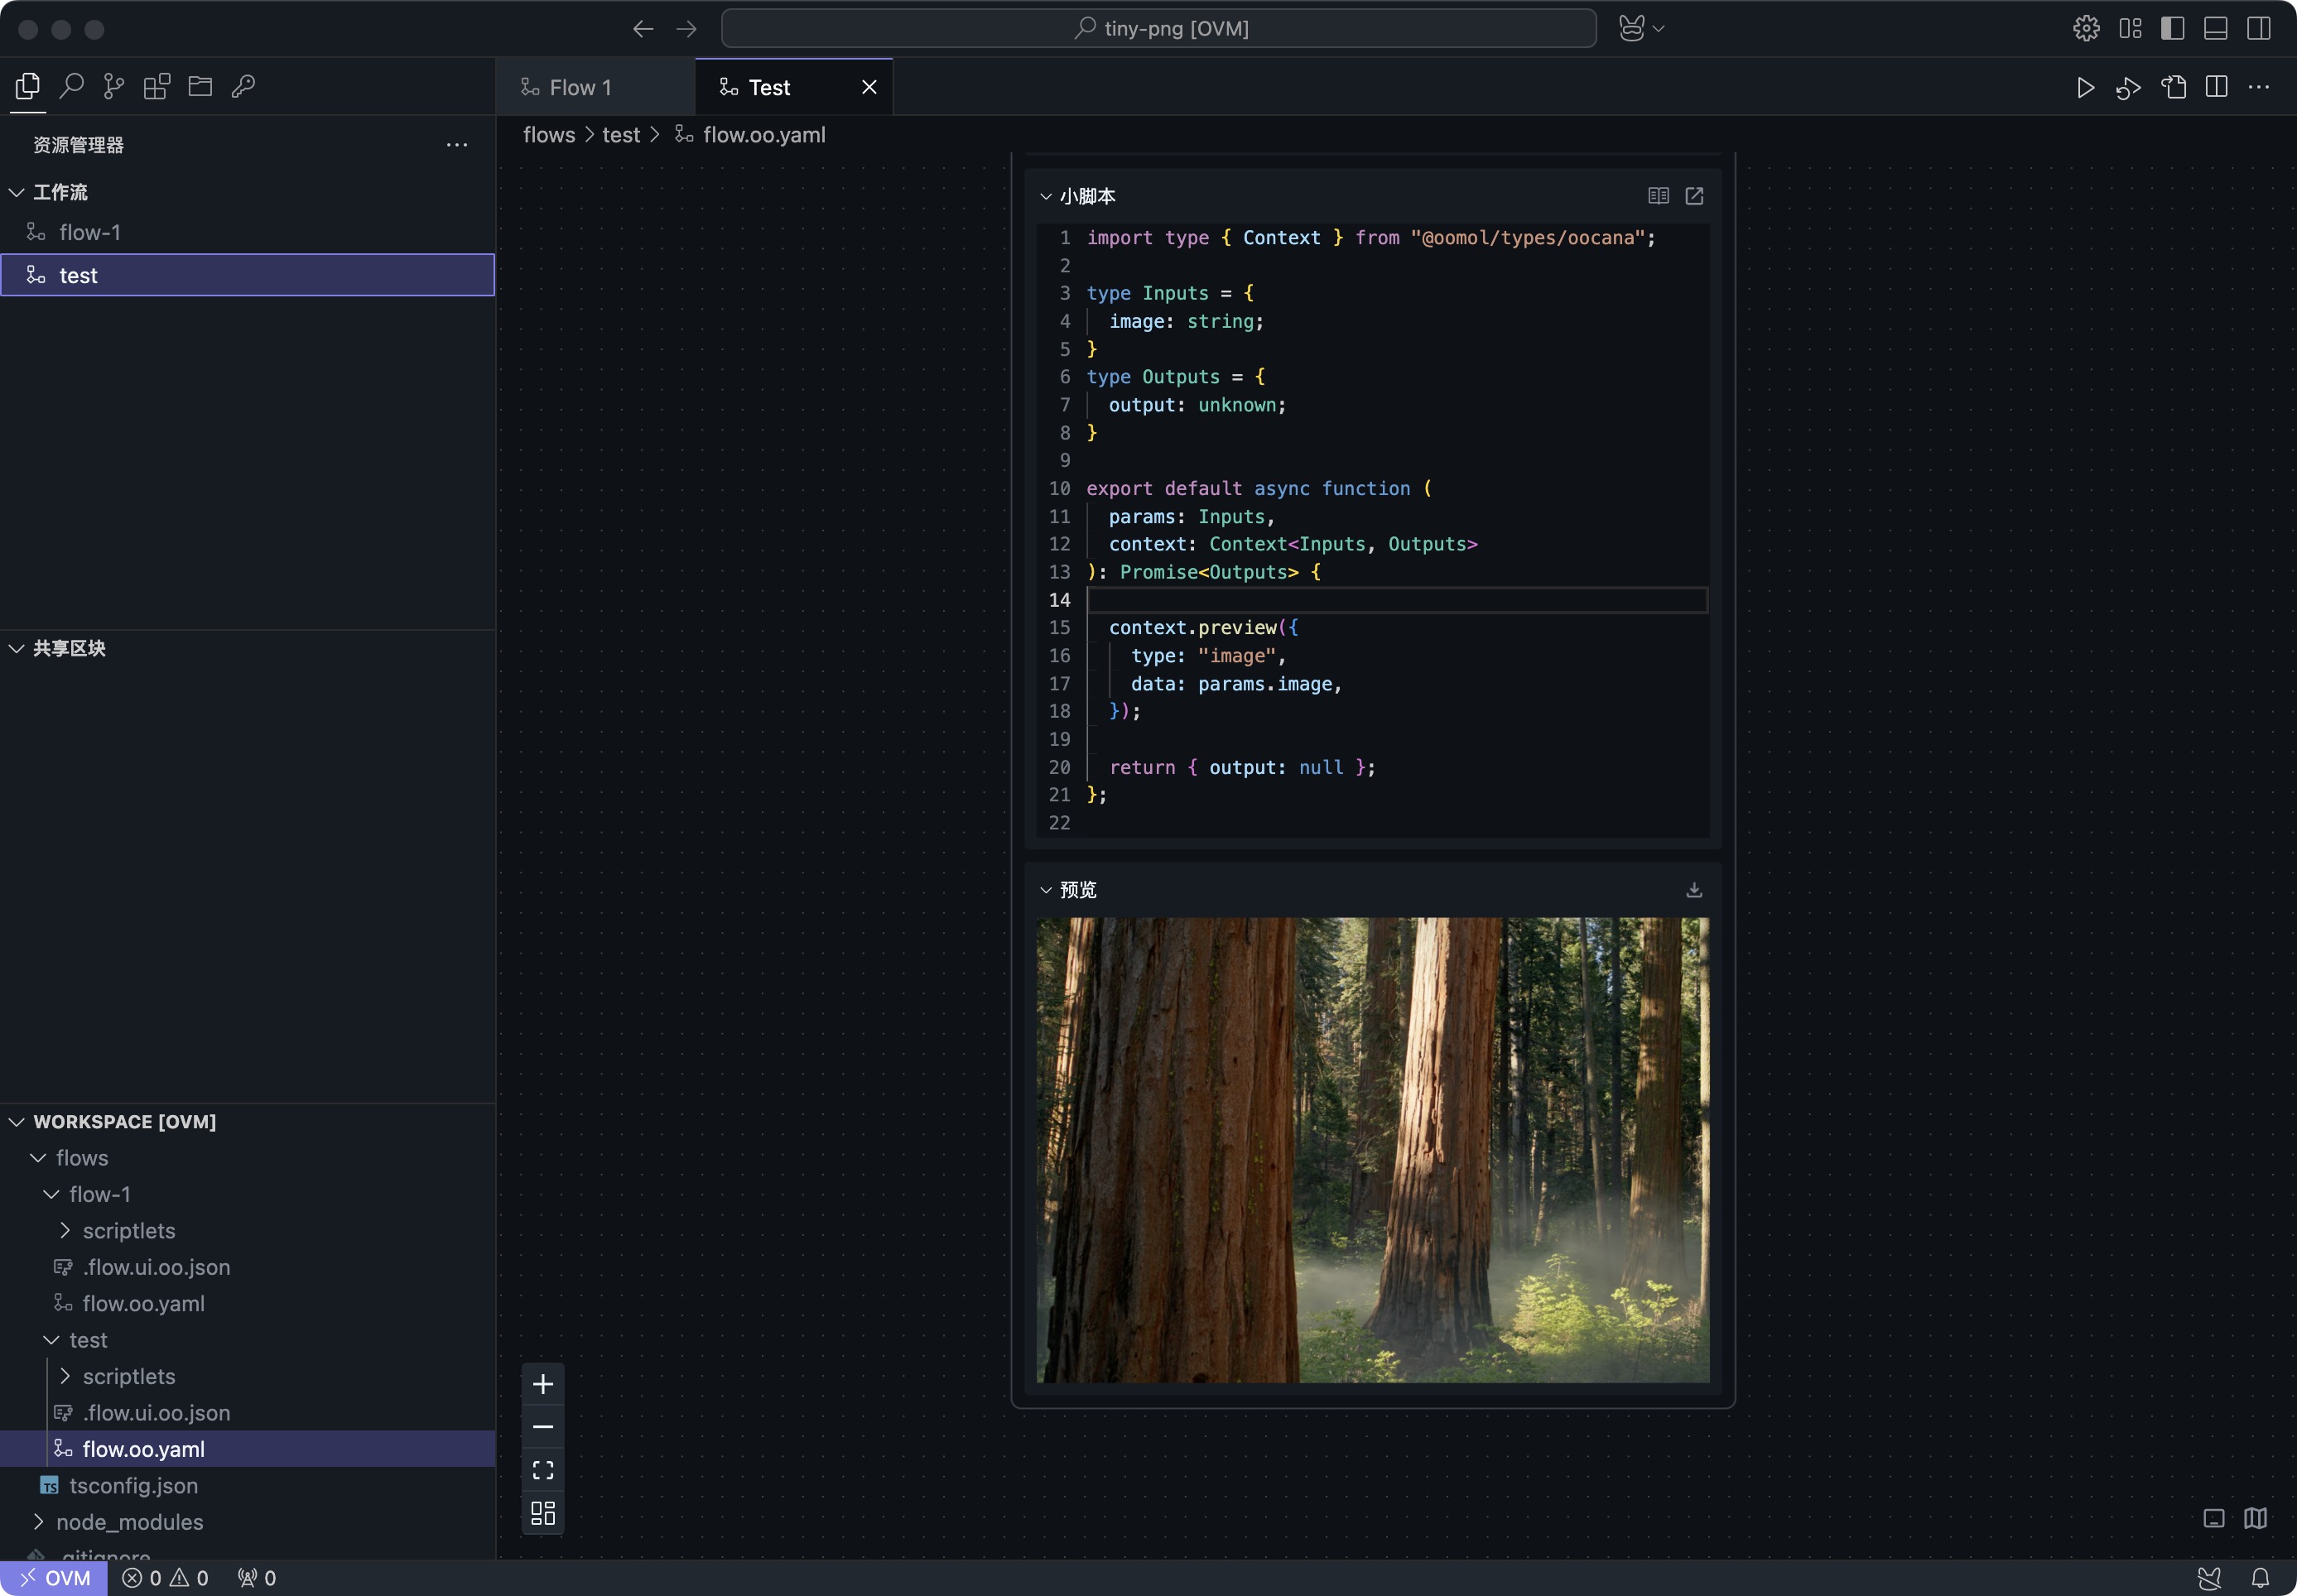 tiny-png [OVM]
Flow 1
Test
资源管理器
flows > test > flow.oo.yaml
工作流
flow-1
test
共享区块
WORKSPACE [OVM]
flows
flow-1
scriptlets
.flow.ui.oo.json
flow.oo.yaml
test
scriptlets
.flow.ui.oo.json
flow.oo.yaml
TS tsconfig.json
node_modules
.gitignore
小脚本
1 import type { Context } from "@oomol/types/oocana";
2
3 type Inputs = {
4 image: string;
5 }
6 type Outputs = {
7 output: unknown;
8 }
9
10 export default async function (
11 params: Inputs,
12 context: Context<Inputs, Outputs>
13 ): Promise<Outputs> {
14
15 context.preview({
16 type: "image",
17 data: params.image,
18 });
19
20 return { output: null };
21 };
22
预览
OVM 0 0 0